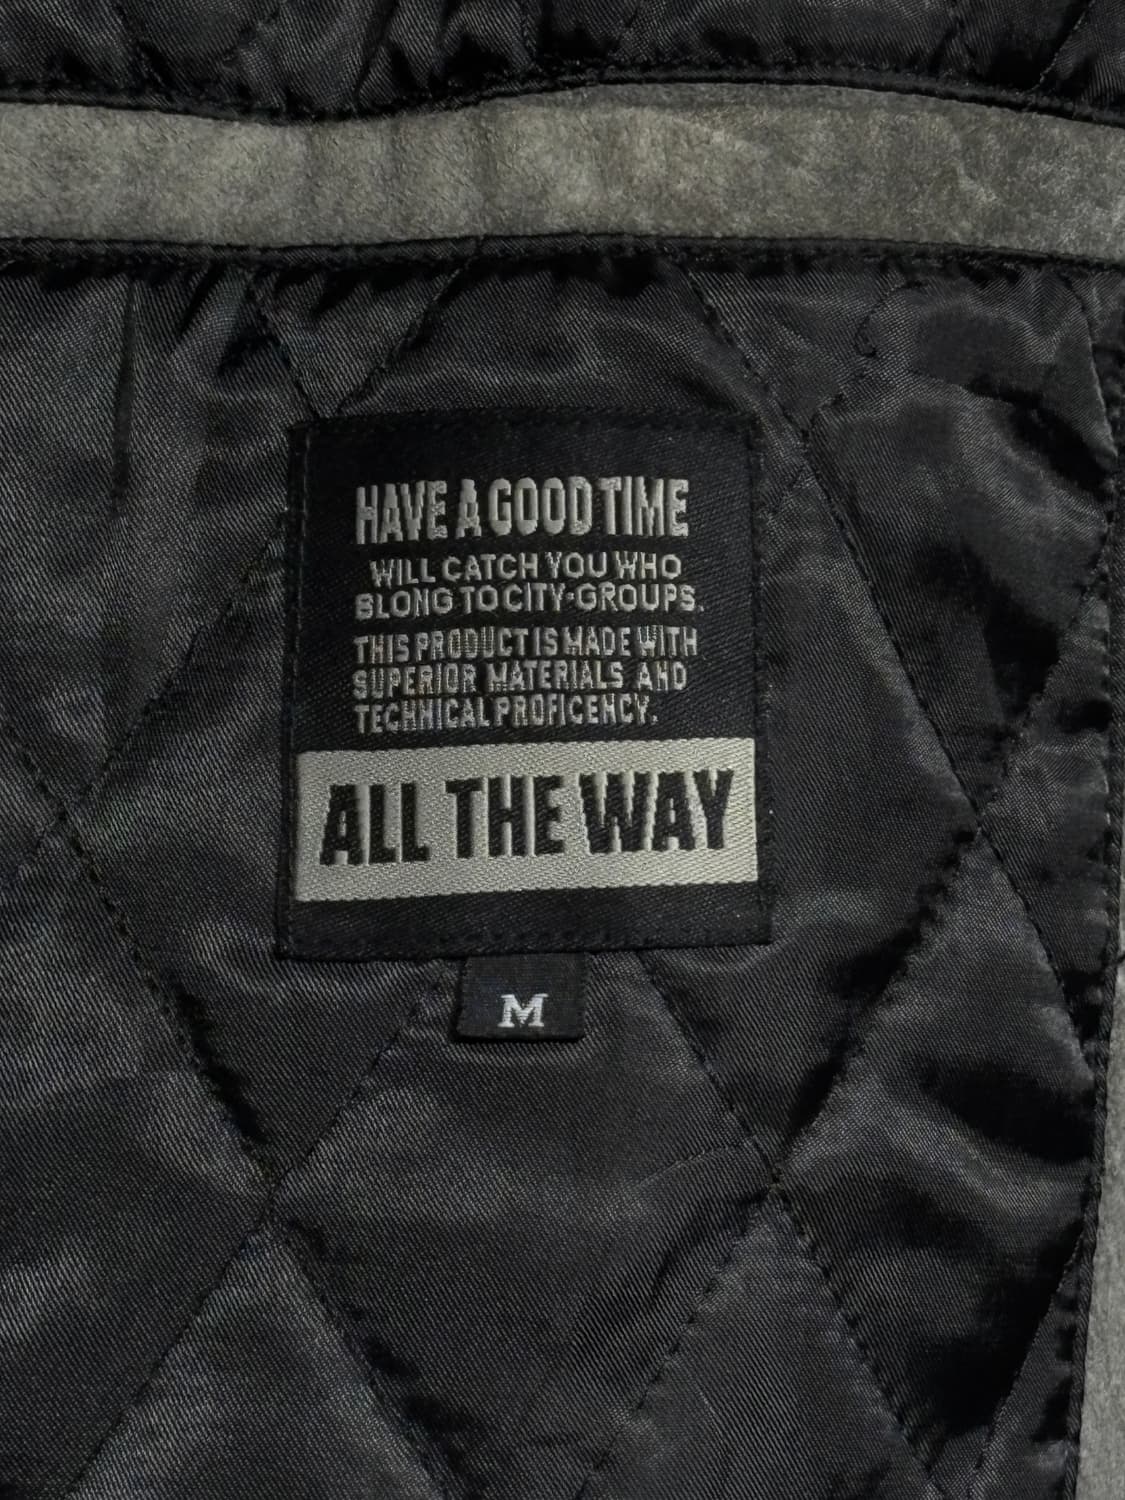 HAVE A GOOD TIME
WILL CATCH YOU WHO
BLONG TO CITY-GROUPS.
THIS PRODUCT IS MADE WITH
SUPERIOR MATERIALS AND
TECHNICAL PROFICENCY.
ALL THE WAY
M